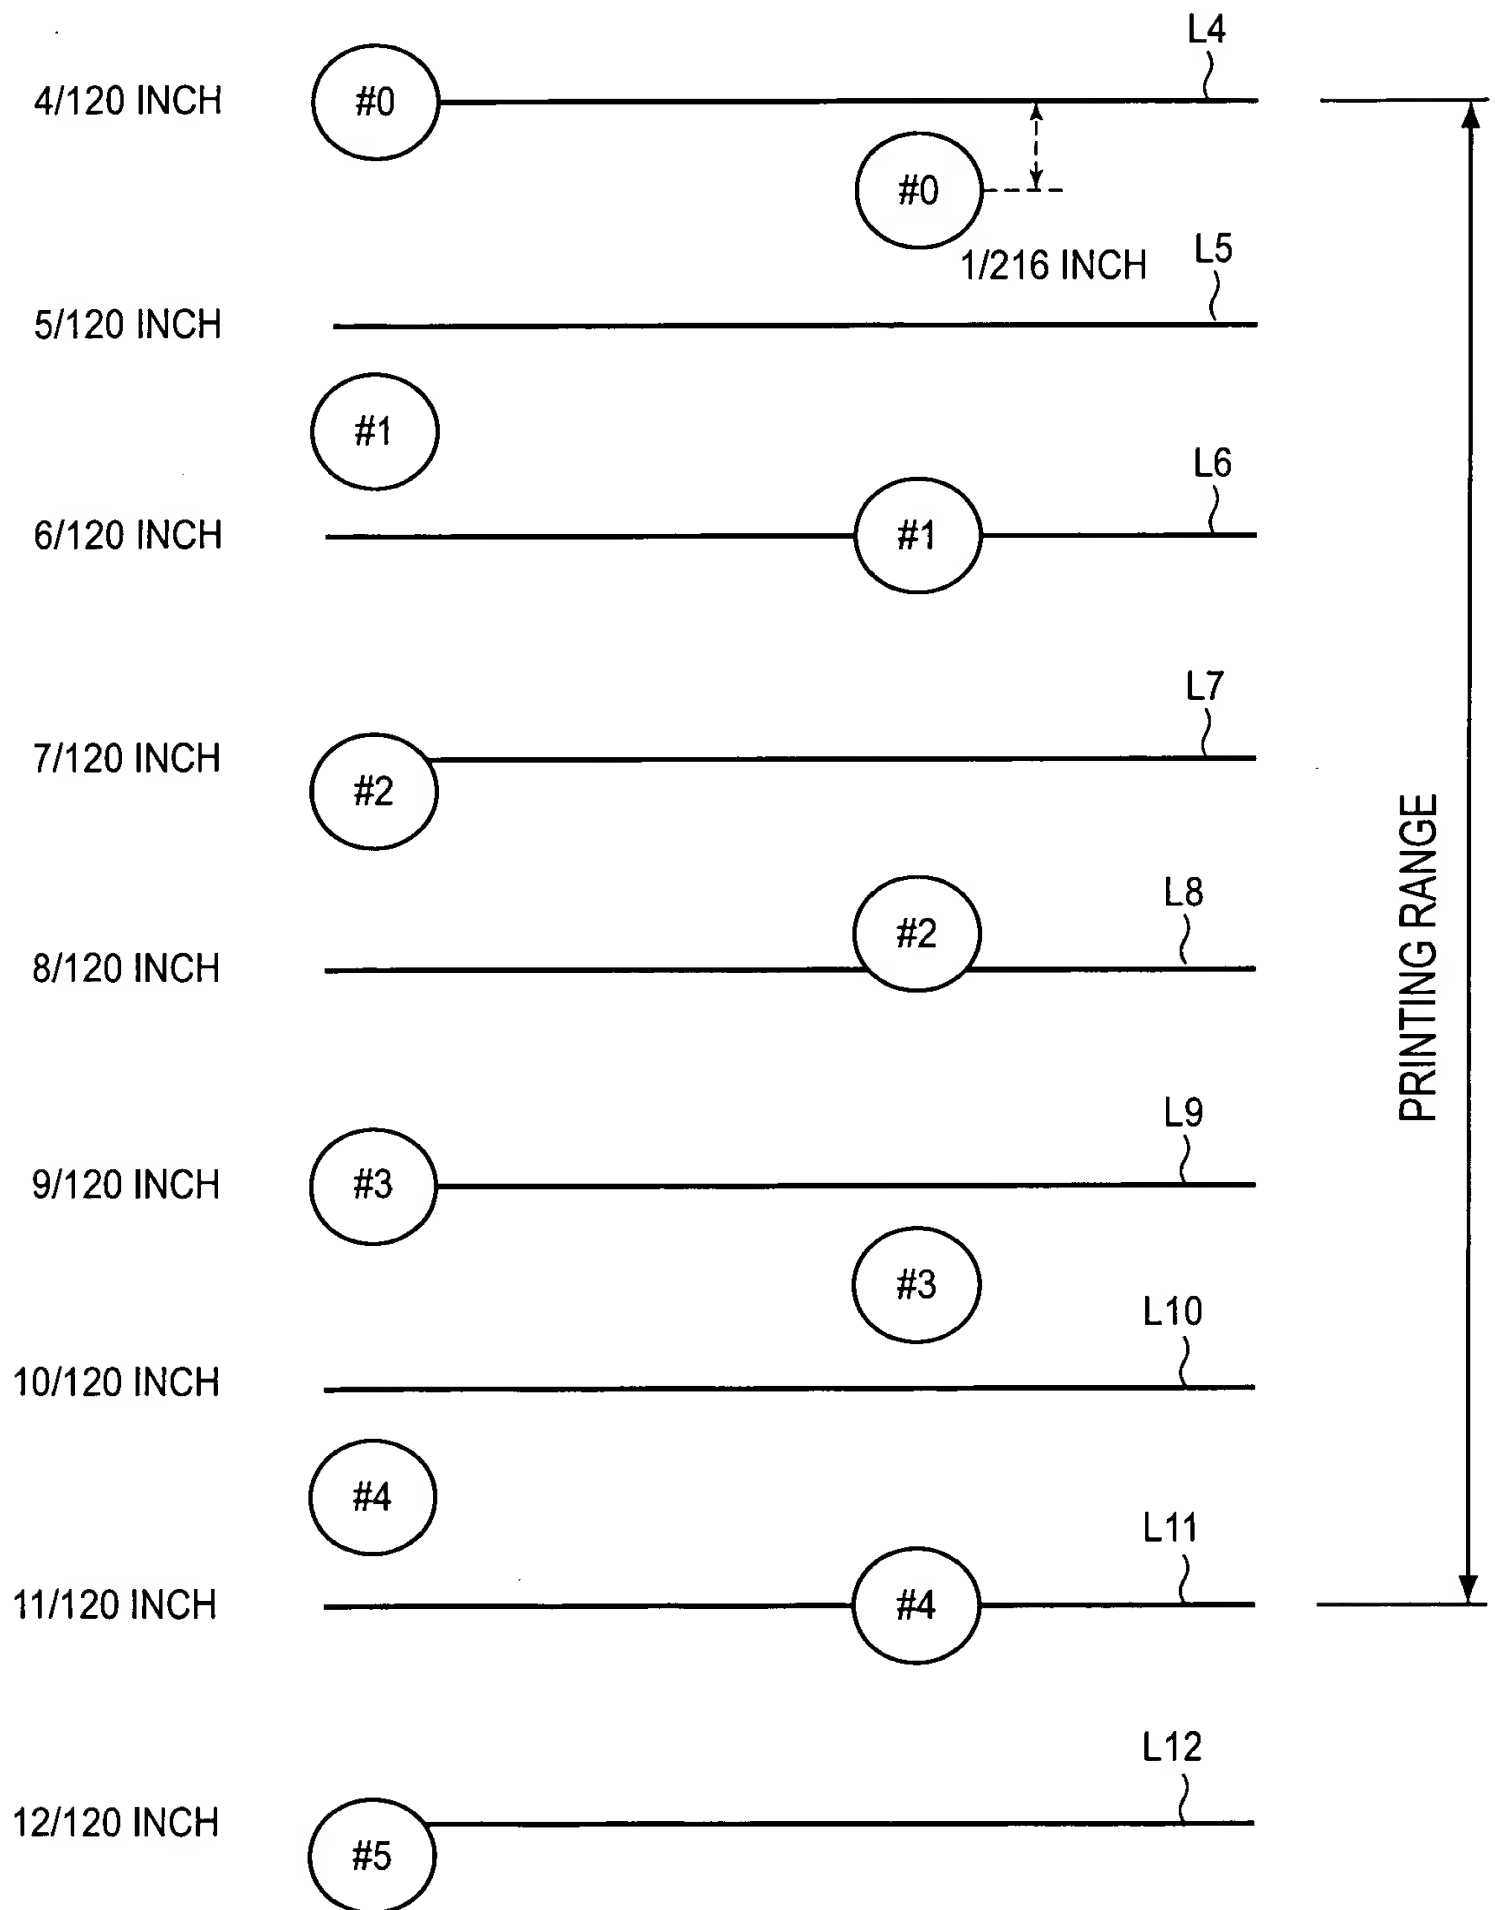 L4
4/120 INCH #0
#0
1/216 INCH L5
5/120 INCH
#1
L6
6/120 INCH #1
L7
7/120 INCH
#2
L8
#2
8/120 INCH
PRINTING RANGE
L9
9/120 INCH #3
#3
L10
10/120 INCH
#4
L11
11/120 INCH #4
L12
12/120 INCH
#5